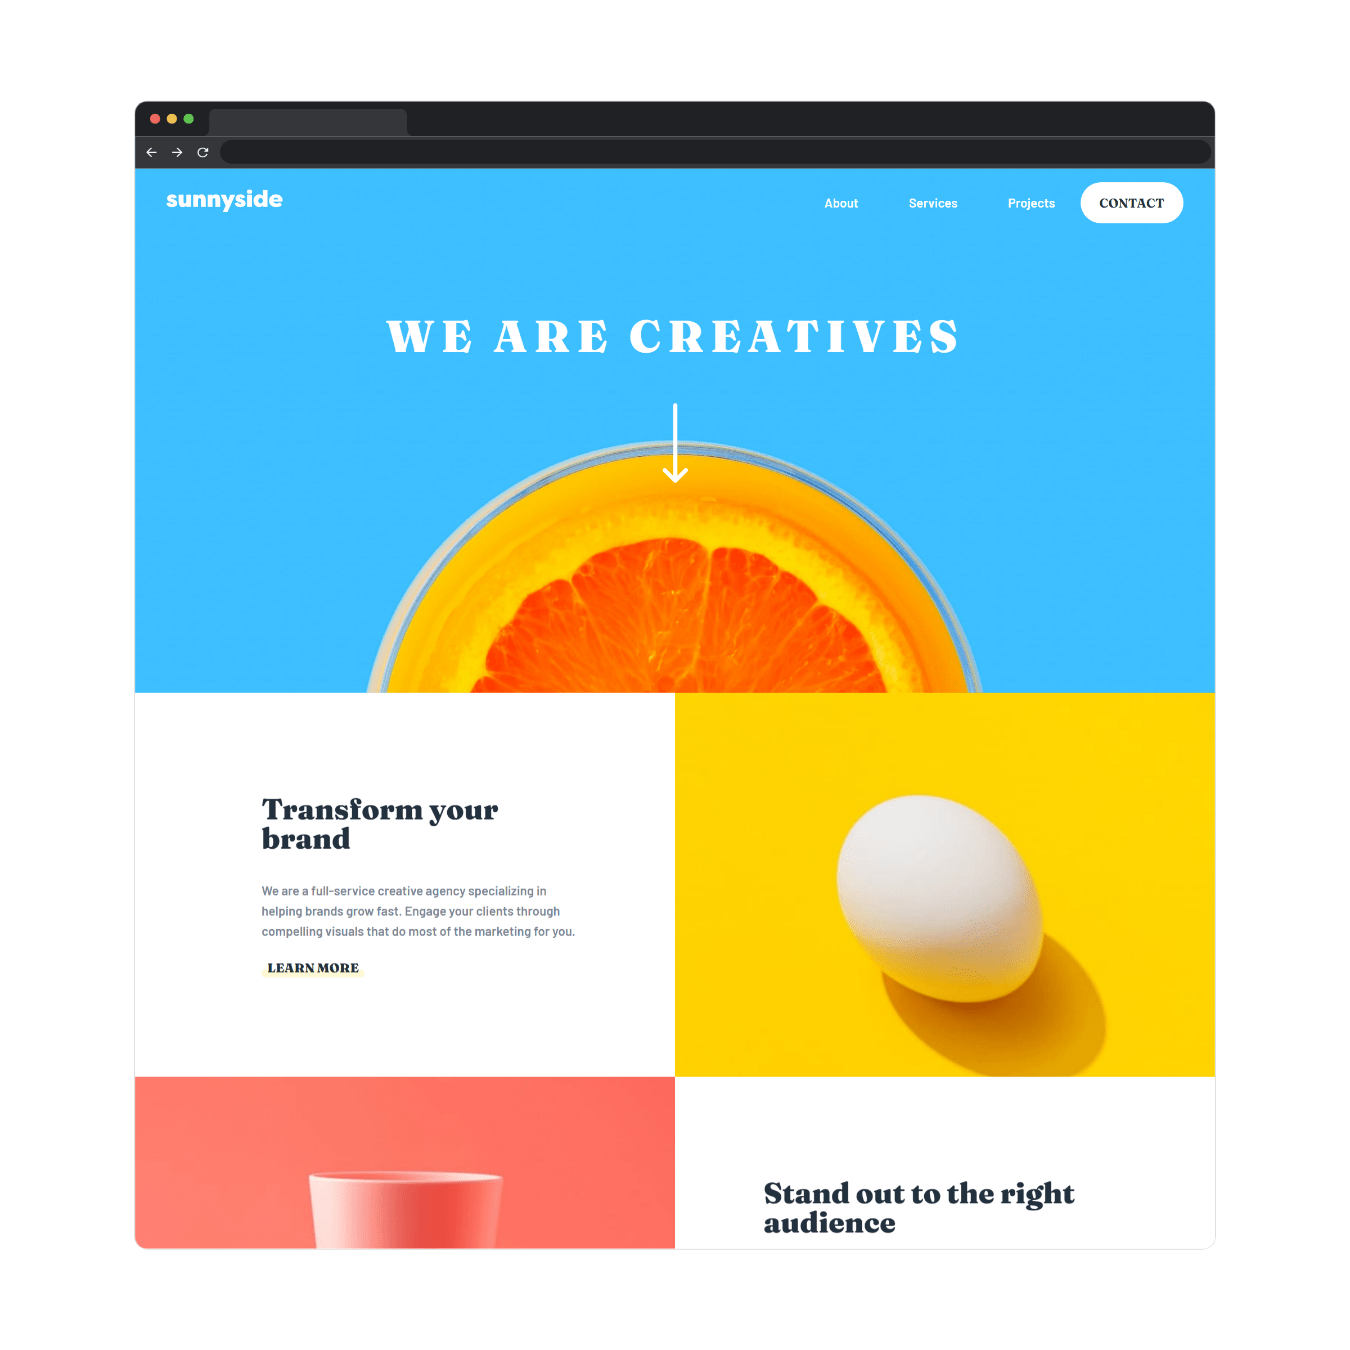 sunnyside
About Services Projects CONTACT
WE ARE CREATIVES
Transform your
brand
We are a full-service creative agency specializing in
helping brands grow fast. Engage your clients through
compelling visuals that do most of the marketing for you.
LEARN MORE
Stand out to the right
audience